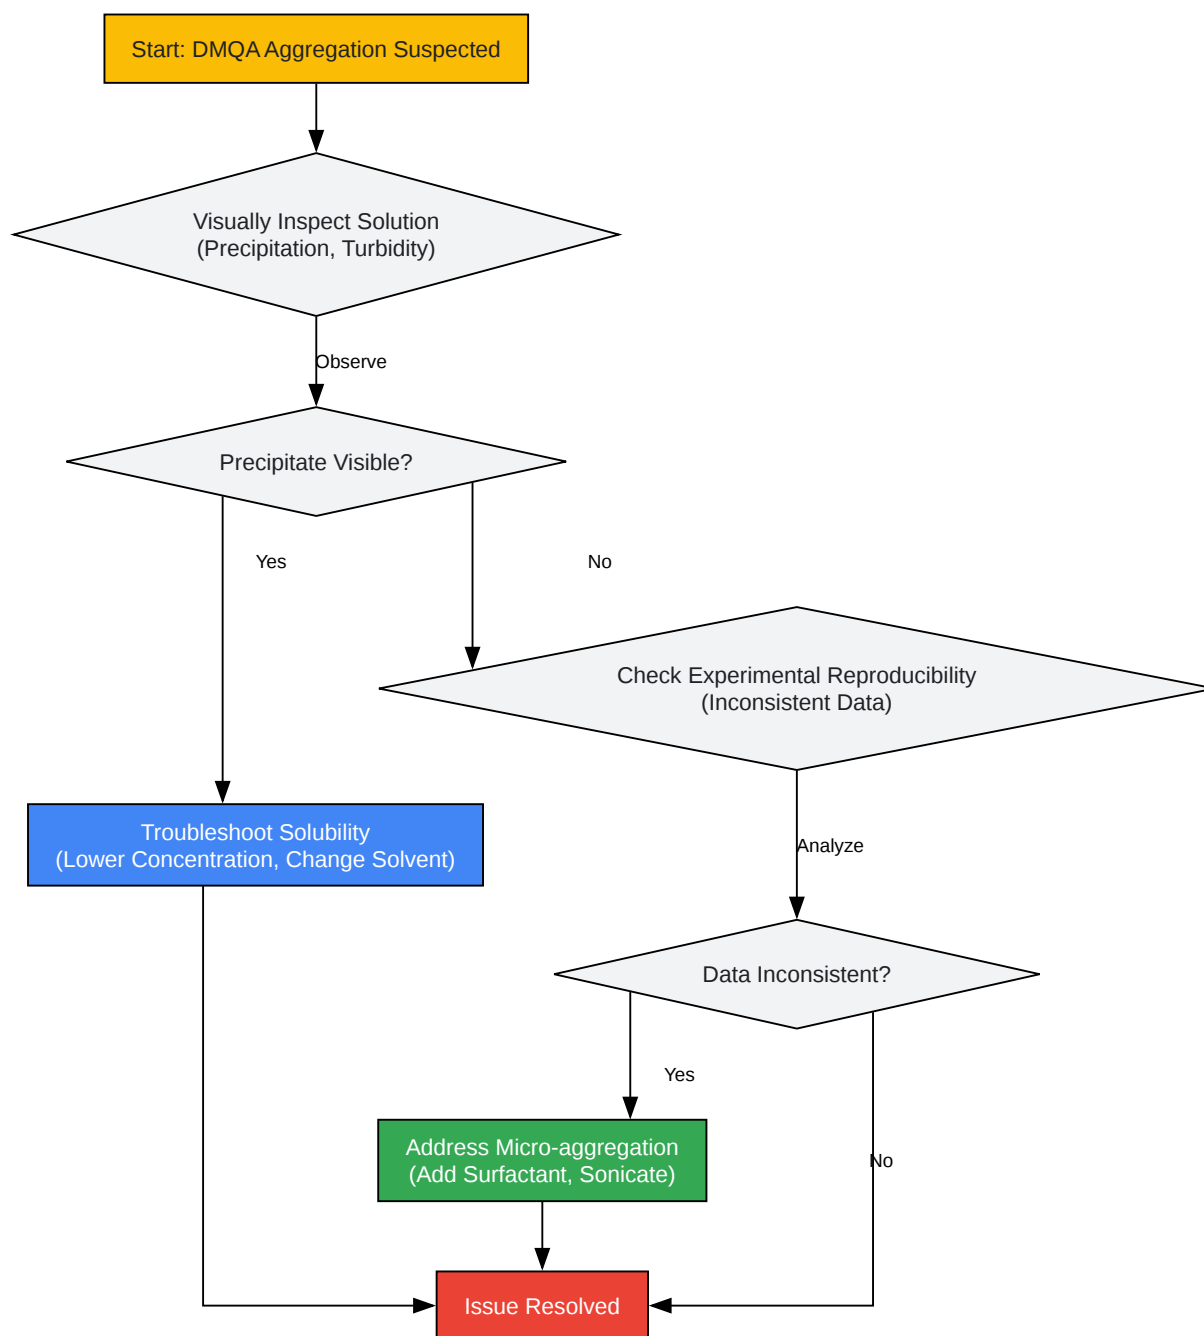 Start: DMQA Aggregation Suspected
Visually Inspect Solution
(Precipitation, Turbidity)
Observe
Precipitate Visible?
Yes
No
Check Experimental Reproducibility
(Inconsistent Data)
Troubleshoot Solubility
(Lower Concentration, Change Solvent)
Analyze
Data Inconsistent?
Yes
Address Micro-aggregation
(Add Surfactant, Sonicate)
No
Issue Resolved